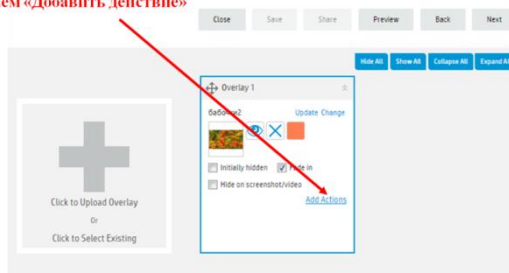 ем «Добавить действие»
Close Save Share Preview Back Next
Hide All Show All Collapse All Expand All
Overlay 1
бабочки2 Update Change
Initially hidden Fade in
Hide on screenshot/video
Add Actions
Click to Upload Overlay
Or
Click to Select Existing